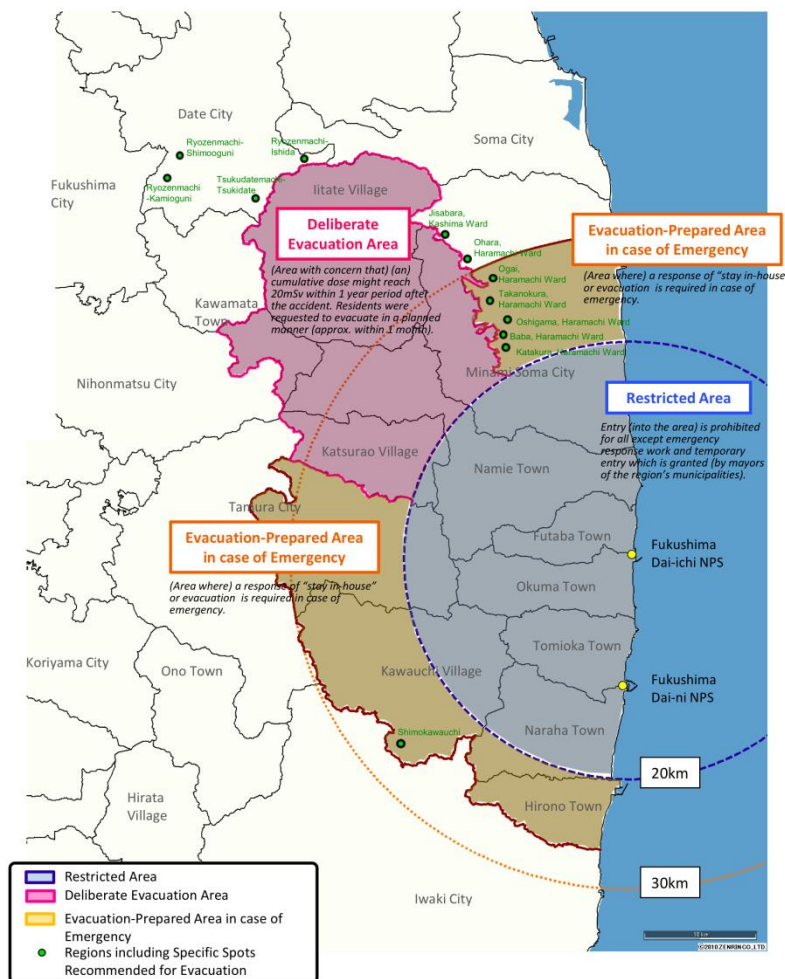 Date City
Soma City
Ryozenmachi-
Shimooguni
Ryozenmachi-
Ishida
Fukushima
City
Ryozenmachi
-Kamioguni
Tsukudatemachi-
Tsukidate
Iitate Village
Jisabara,
Kashima Ward
Deliberate
Evacuation Area
(Area with concern that) (an)
cumulative dose might reach
20mSv within 1 year period after
the accident. Residents were
requested to evacuate in a planned
manner (approx. within 1 month).
Ohara,
Haramachi Ward
Evacuation-Prepared Area
in case of Emergency
(Area where) a response of “stay in-house”
or evacuation is required in case of
emergency.
Ogai,
Haramachi Ward
Takanokura,
Haramachi Ward
Oshigama, Haramachi Ward
Baba, Haramachi Ward
Katakura, Haramachi Ward
Kawamata
Town
Nihonmatsu City
Minami Soma City
Restricted Area
Entry (into the area) is prohibited
for all except emergency
response work and temporary
entry which is granted (by mayors
of the region’s municipalities).
Katsurao Village
Namie Town
Tamura City
Evacuation-Prepared Area
in case of Emergency
(Area where) a response of “stay in-house”
or evacuation is required in case of
emergency.
Futaba Town
Fukushima
Dai-ichi NPS
Okuma Town
Tomioka Town
Koriyama City
Ono Town
Kawauchi Village
Fukushima
Dai-ni NPS
Naraha Town
Shimokawauchi
20km
Hirata
Village
Hirono Town
30km
Iwaki City
Restricted Area
Deliberate Evacuation Area
Evacuation-Prepared Area in case of
Emergency
Regions including Specific Spots
Recommended for Evacuation
10 km
©2010 ZENRIN CO.,LTD.